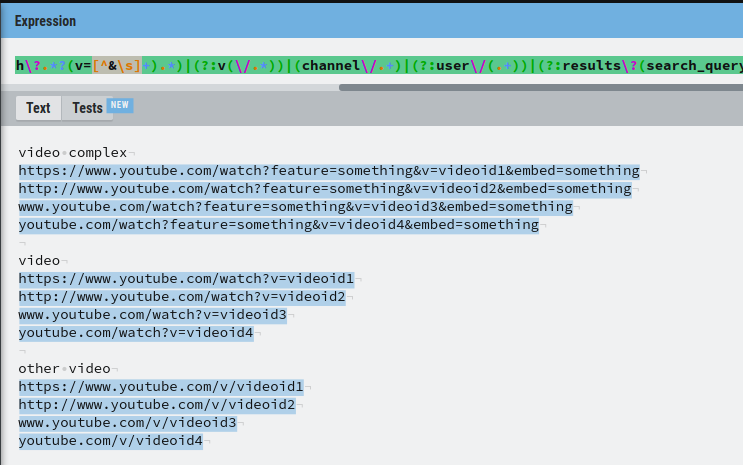 Expression
h\?.*?(v=[^&\s]+).*)|(?:v(\/.*))|(channel\/.+)|(?:user\/(.+))|(?:results\?(search_query
Text Tests NEW
video complex
https://www.youtube.com/watch?feature=something&v=videoid1&embed=something
http://www.youtube.com/watch?feature=something&v=videoid2&embed=something
www.youtube.com/watch?feature=something&v=videoid3&embed=something
youtube.com/watch?feature=something&v=videoid4&embed=something
video
https://www.youtube.com/watch?v=videoid1
http://www.youtube.com/watch?v=videoid2
www.youtube.com/watch?v=videoid3
youtube.com/watch?v=videoid4
other video
https://www.youtube.com/v/videoid1
http://www.youtube.com/v/videoid2
www.youtube.com/v/videoid3
youtube.com/v/videoid4